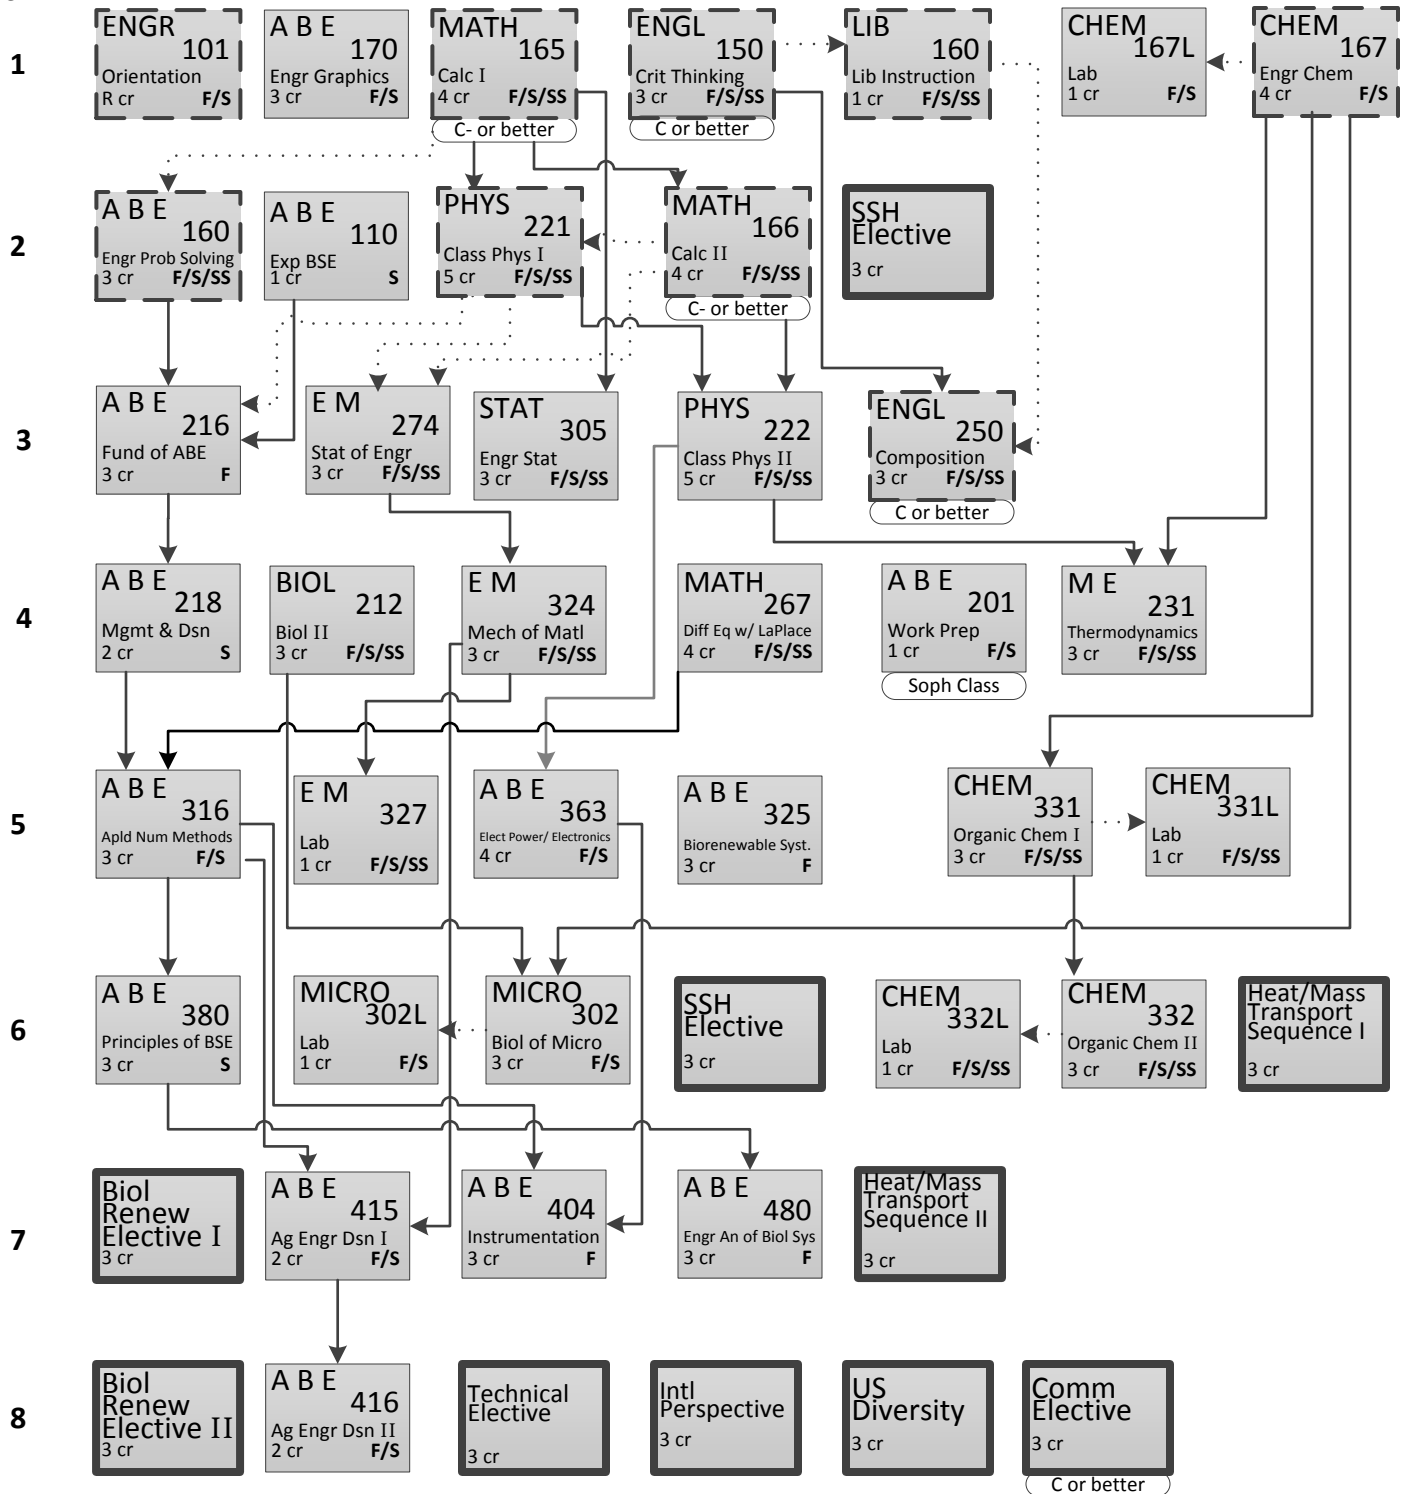 1
ENGR
101
Orientation
R cr F/S
A B E
170
Engr Graphics
3 cr F/S
MATH
165
Calc I
4 cr F/S/SS
C- or better
ENGL
150
Crit Thinking
3 cr F/S/SS
C or better
LIB
160
Lib Instruction
1 cr F/S/SS
CHEM
167L
Lab
1 cr F/S
CHEM
167
Engr Chem
4 cr F/S
2
A B E
160
Engr Prob Solving
3 cr F/S/SS
A B E
110
Exp BSE
1 cr S
PHYS
221
Class Phys I
5 cr F/S/SS
MATH
166
Calc II
4 cr F/S/SS
C- or better
SSH
Elective
3 cr
3
A B E
216
Fund of ABE
3 cr F
E M
274
Stat of Engr
3 cr F/S/SS
STAT
305
Engr Stat
3 cr F/S/SS
PHYS
222
Class Phys II
5 cr F/S/SS
ENGL
250
Composition
3 cr F/S/SS
C or better
4
A B E
218
Mgmt & Dsn
2 cr S
BIOL
212
Biol II
3 cr F/S/SS
E M
324
Mech of Matl
3 cr F/S/SS
MATH
267
Diff Eq w/ LaPlace
4 cr F/S/SS
A B E
201
Work Prep
1 cr F/S
Soph Class
M E
231
Thermodynamics
3 cr F/S/SS
5
A B E
316
Apld Num Methods
3 cr F/S
E M
327
Lab
1 cr F/S/SS
A B E
363
Elect Power/ Electronics
4 cr F/S
A B E
325
Biorenewable Syst.
3 cr F
CHEM
331
Organic Chem I
3 cr F/S/SS
CHEM
331L
Lab
1 cr F/S/SS
6
A B E
380
Principles of BSE
3 cr S
MICRO
302L
Lab
1 cr F/S
MICRO
302
Biol of Micro
3 cr F/S
SSH
Elective
3 cr
CHEM
332L
Lab
1 cr F/S/SS
CHEM
332
Organic Chem II
3 cr F/S/SS
Heat/Mass
Transport
Sequence I
3 cr
7
Biol
Renew
Elective I
3 cr
A B E
415
Ag Engr Dsn I
2 cr F/S
A B E
404
Instrumentation
3 cr F
A B E
480
Engr An of Biol Sys
3 cr F
Heat/Mass
Transport
Sequence II
3 cr
8
Biol
Renew
Elective II
3 cr
A B E
416
Ag Engr Dsn II
2 cr F/S
Technical
Elective
3 cr
Intl
Perspective
3 cr
US
Diversity
3 cr
Comm
Elective
3 cr
C or better